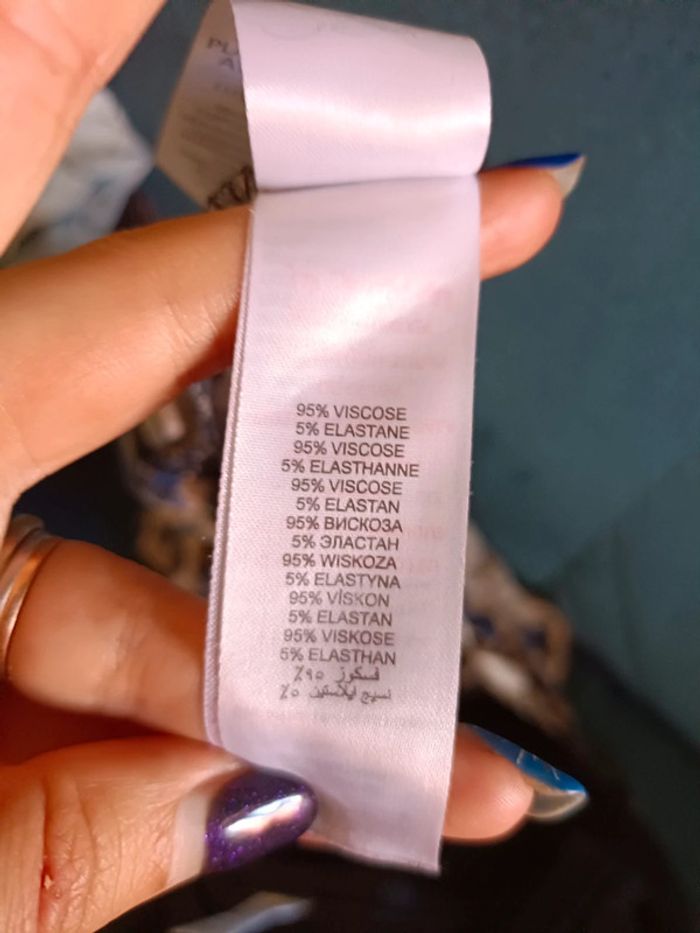 95% VISCOSE
5% ELASTANE
95% VISCOSE
5% ELASTHANNE
95% VISCOSE
5% ELASTAN
95% ВИСКОЗА
5% ЭЛАСТАН
95% WISKOZA
5% ELASTYNA
95% VİSKON
5% ELASTAN
95% VISKOSE
5% ELASTHAN
فسكوز ٩٥٪
نسيج ايلاستين ٥٪